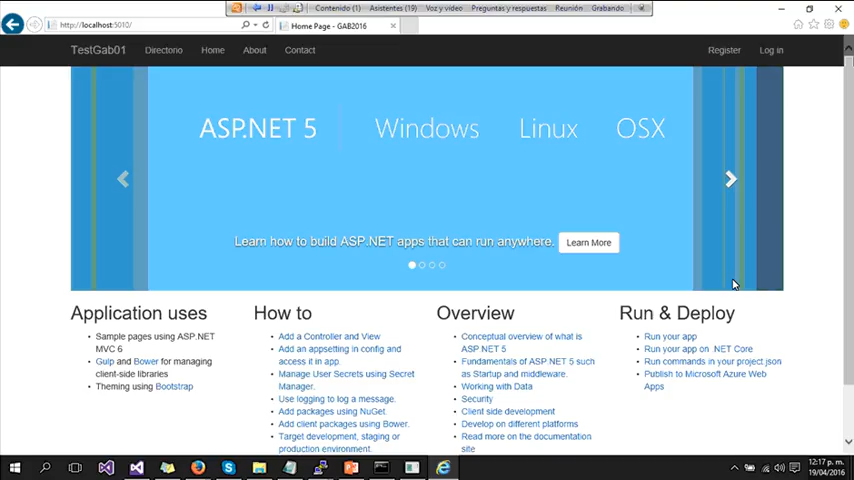 Contenido (1) Asistentes (19) Voz y video Preguntas y respuestas Reunión Grabando
http://localhost:5010/
Home Page - GAB2016
TestGab01 Directorio Home About Contact Register Log in
ASP.NET 5 Windows Linux OSX
Learn how to build ASP.NET apps that can run anywhere. Learn More
Application uses
Sample pages using ASP.NET
MVC 6
Gulp and Bower for managing
client-side libraries
Theming using Bootstrap
How to
Add a Controller and View
Add an appsetting in config and
access it in app.
Manage User Secrets using Secret
Manager.
Use logging to log a message.
Add packages using NuGet.
Add client packages using Bower.
Target development, staging or
production environment.
Overview
Conceptual overview of what is
ASP.NET 5
Fundamentals of ASP.NET 5 such
as Startup and middleware.
Working with Data
Security
Client side development
Develop on different platforms
Read more on the documentation
site
Run & Deploy
Run your app
Run your app on .NET Core
Run commands in your project.json
Publish to Microsoft Azure Web
Apps
12:17 p. m.
19/04/2016